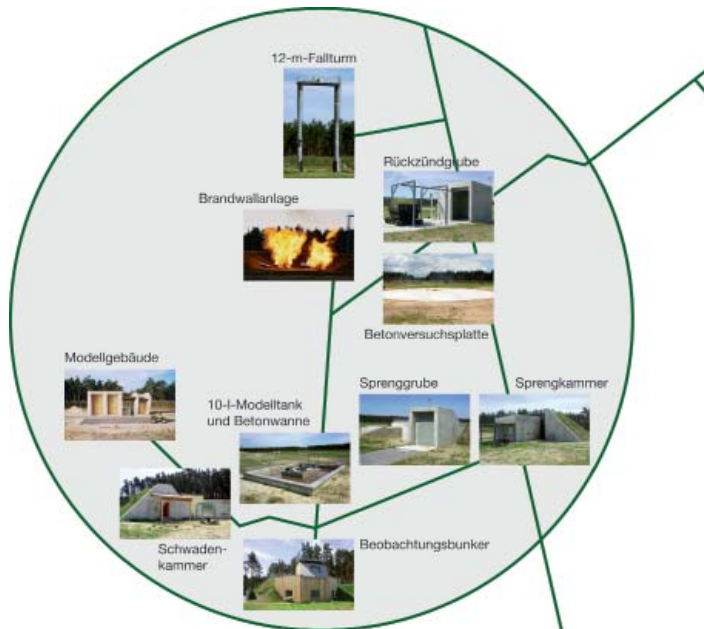 12-m-Fallturm
Rückzündgrube
Brandwallanlage
Betonversuchsplatte
Modellgebäude
Sprenggrube
Sprengkammer
10-l-Modelltank
und Betonwanne
Schwaden-
kammer
Beobachtungsbunker